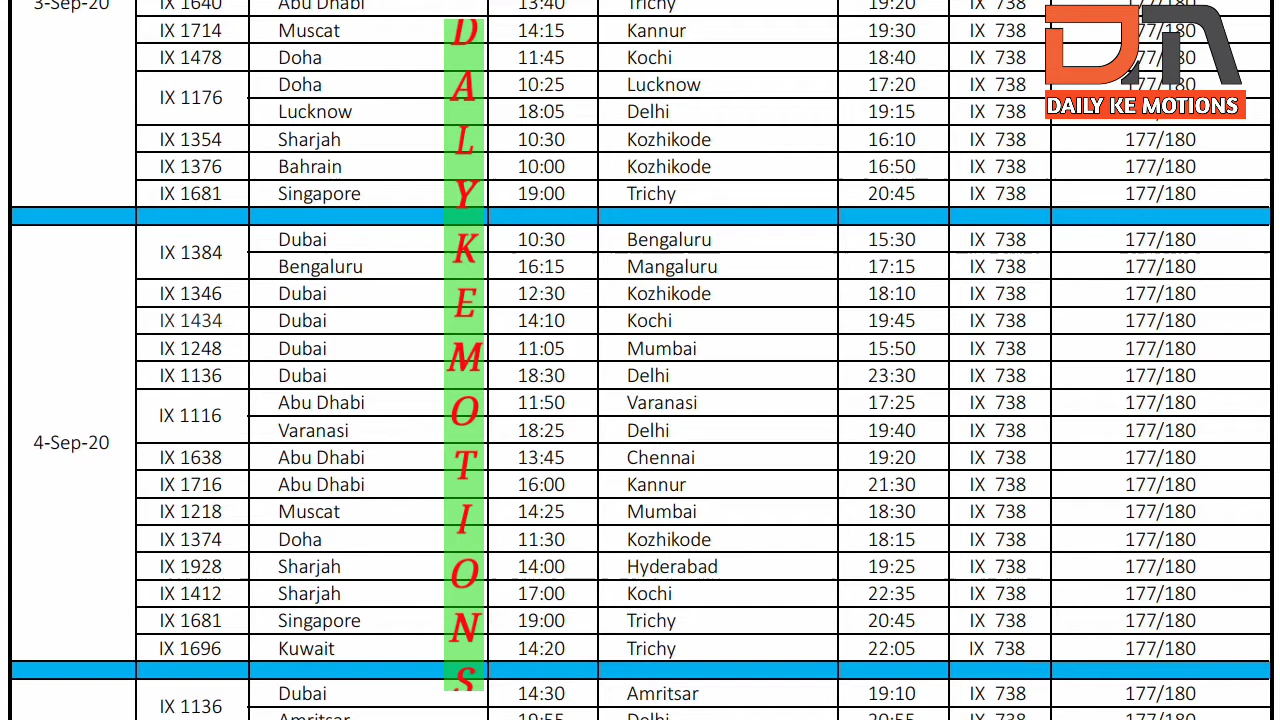 3-Sep-20 IX 1640 Abu Dhabi 13:40 Trichy 19:20 IX 738 177/180
IX 1714 Muscat 14:15 Kannur 19:30 IX 738 177/180
IX 1478 Doha 11:45 Kochi 18:40 IX 738
IX 1176 Doha 10:25 Lucknow 17:20 IX 738 177/180
Lucknow 18:05 Delhi 19:15 IX 738
DAILY KE MOTIONS
IX 1354 Sharjah 10:30 Kozhikode 16:10 IX 738 177/180
IX 1376 Bahrain 10:00 Kozhikode 16:50 IX 738 177/180
IX 1681 Singapore 19:00 Trichy 20:45 IX 738 177/180
4-Sep-20
IX 1384 Dubai 10:30 Bengaluru 15:30 IX 738 177/180
Bengaluru 16:15 Mangaluru 17:15 IX 738 177/180
IX 1346 Dubai 12:30 Kozhikode 18:10 IX 738 177/180
IX 1434 Dubai 14:10 Kochi 19:45 IX 738 177/180
IX 1248 Dubai 11:05 Mumbai 15:50 IX 738 177/180
IX 1136 Dubai 18:30 Delhi 23:30 IX 738 177/180
IX 1116 Abu Dhabi 11:50 Varanasi 17:25 IX 738 177/180
Varanasi 18:25 Delhi 19:40 IX 738 177/180
IX 1638 Abu Dhabi 13:45 Chennai 19:20 IX 738 177/180
IX 1716 Abu Dhabi 16:00 Kannur 21:30 IX 738 177/180
IX 1218 Muscat 14:25 Mumbai 18:30 IX 738 177/180
IX 1374 Doha 11:30 Kozhikode 18:15 IX 738 177/180
IX 1928 Sharjah 14:00 Hyderabad 19:25 IX 738 177/180
IX 1412 Sharjah 17:00 Kochi 22:35 IX 738 177/180
IX 1681 Singapore 19:00 Trichy 20:45 IX 738 177/180
IX 1696 Kuwait 14:20 Trichy 22:05 IX 738 177/180
IX 1136 Dubai 14:30 Amritsar 19:10 IX 738 177/180
Amritsar 19:55 Delhi 20:55 IX 738 177/180
DALYKEMOTIONS